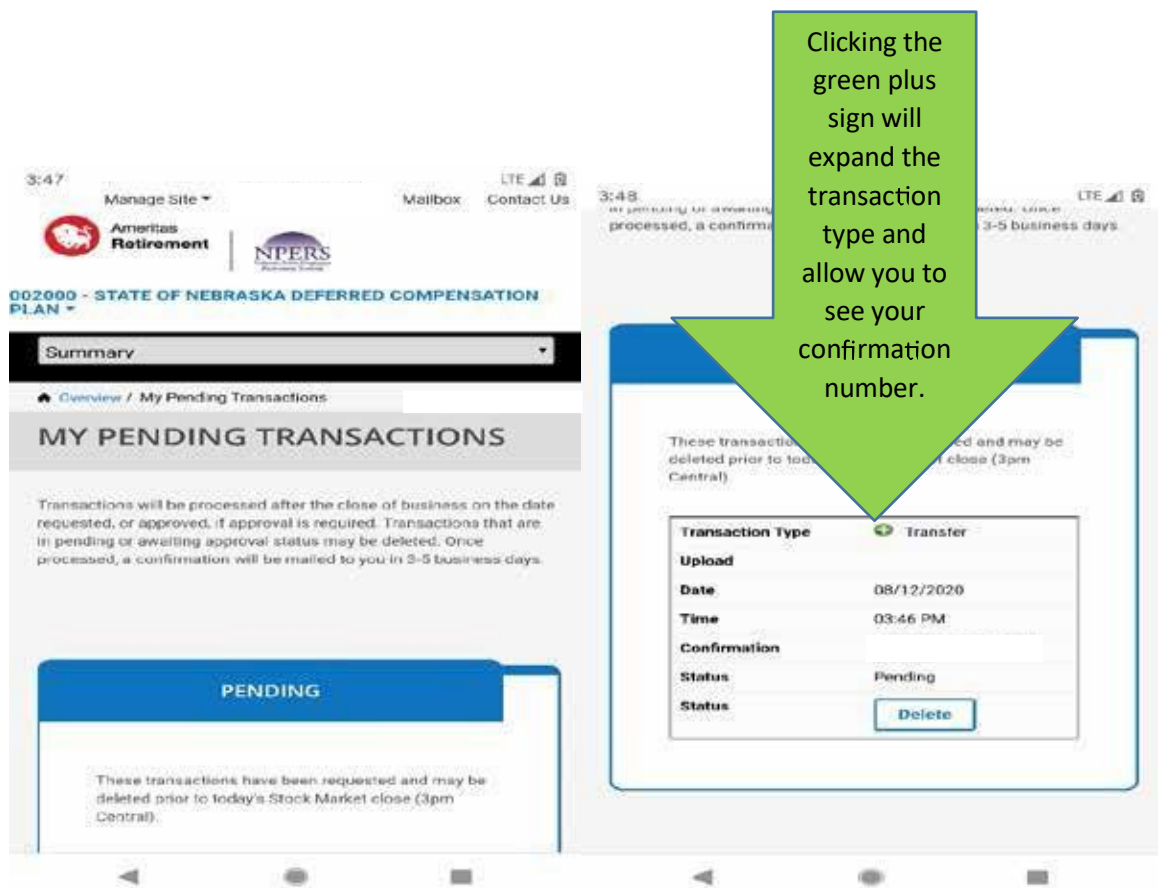 Clicking the
green plus
sign will
expand the
transaction
type and
allow you to
see your
confirmation
number.
3:47
LTE
Manage Site
Mailbox
Contact Us
Ameritas
Retirement
NPERS
002000 - STATE OF NEBRASKA DEFERRED COMPENSATION
PLAN
Summary
Overview / My Pending Transactions
MY PENDING TRANSACTIONS
Transactions will be processed after the close of business on the date
requested, or approved, if approval is required. Transactions that are
in pending or awaiting approval status may be deleted. Once
processed, a confirmation will be mailed to you in 3-5 business days.
PENDING
These transactions have been requested and may be
deleted prior to today's Stock Market close (3pm
Central).
3:48
LTE
in pending or awaiting
processed, a confirma
3-5 business days.
These transactio
ed and may be
deleted prior to tod
t close (3pm
Central).
Transaction Type Transfer
Upload
Date 08/12/2020
Time 03:46 PM
Confirmation
Status Pending
Status Delete